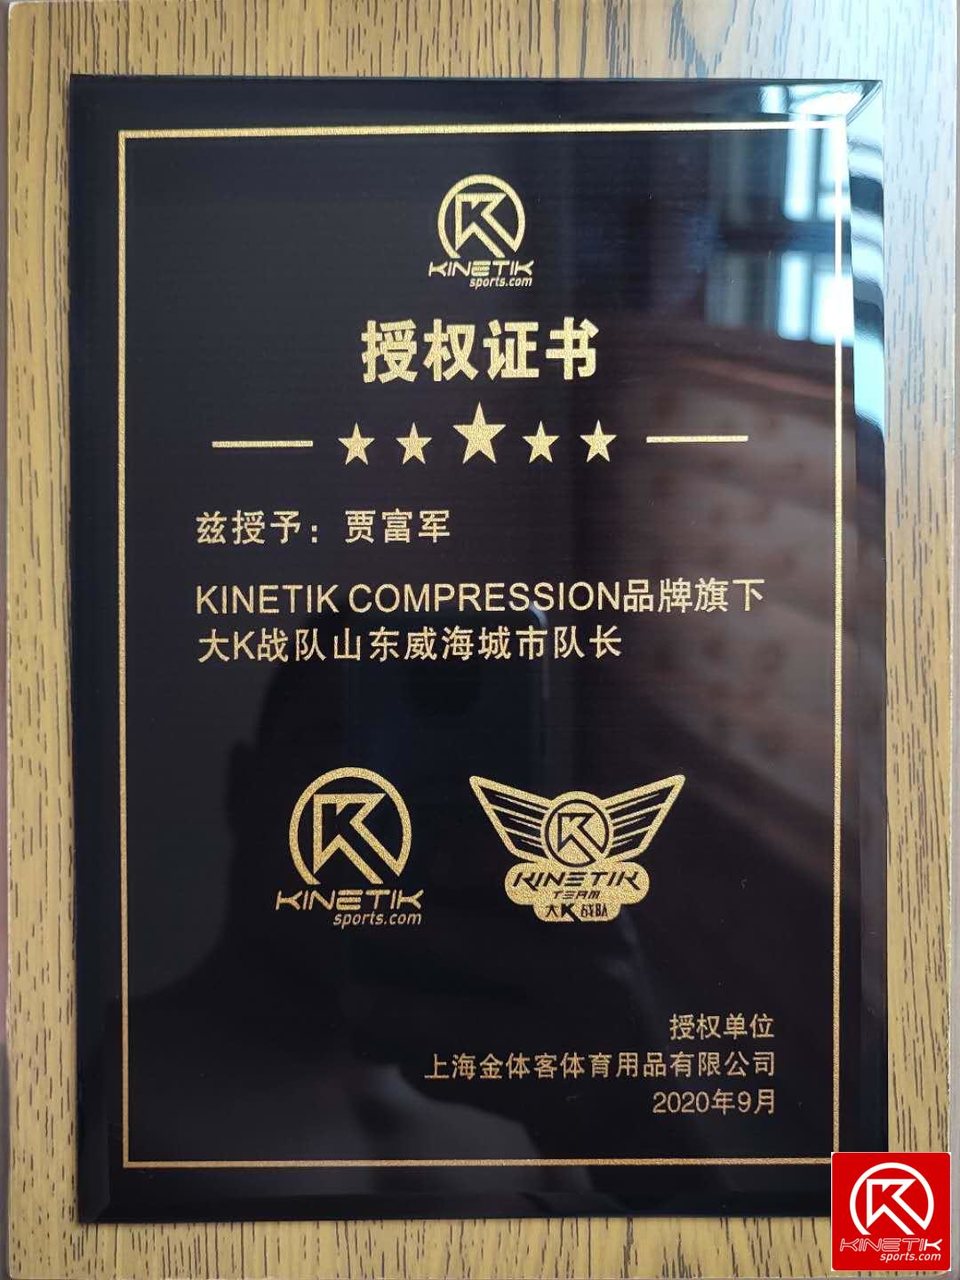 KINETIK
sports.com
授权证书
兹授予：贾富军
KINETIK COMPRESSION品牌旗下
大K战队山东威海城市队长
KINETIK
sports.com
KINETIK
TEAM
大K战队
授权单位
上海金体客体育用品有限公司
2020年9月
KINETIK
sports.com